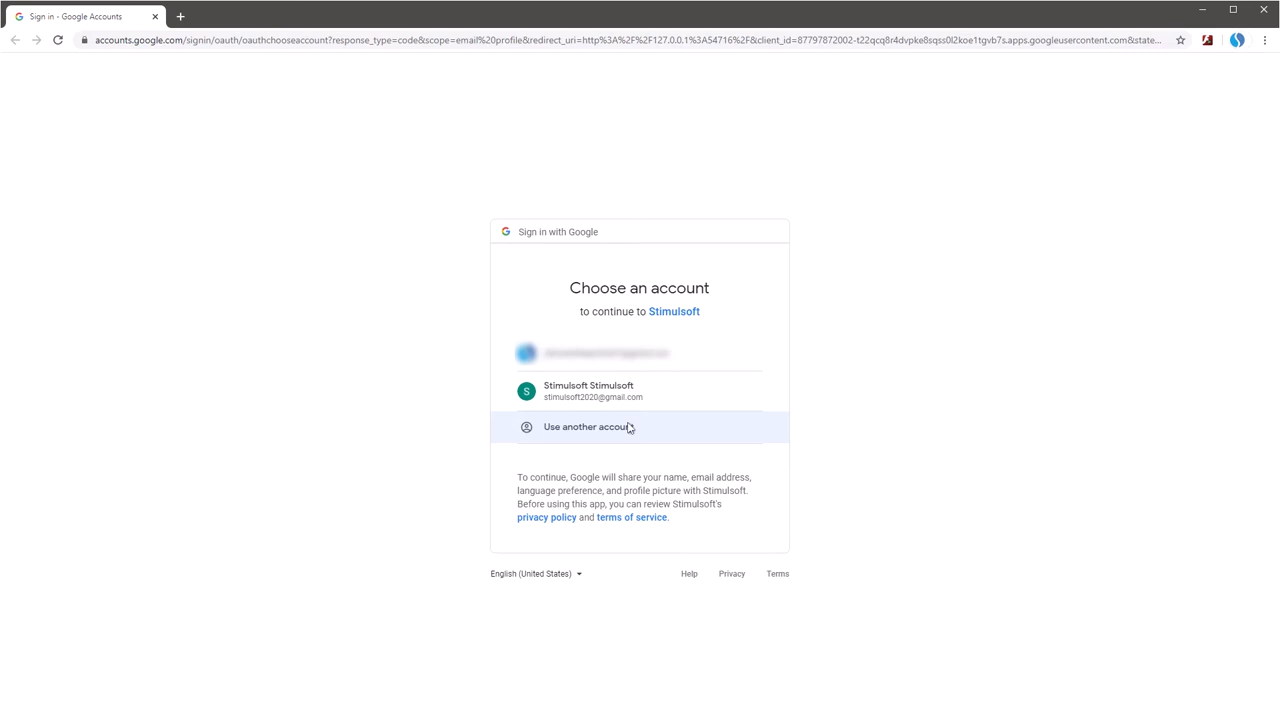 Sign in - Google Accounts
accounts.google.com/signin/oauth/oauthchooseaccount?response_type=code&scope=email%20profile&redirect_uri=http%3A%2F%2F127.0.0.1%3A54716%2F&client_id=87797872002-t22qcq8r4dvpke8sqss0l2koe1tgvb7s.apps.googleusercontent.com&state...
Sign in with Google
Choose an account
to continue to Stimulsoft
Stimulsoft Stimulsoft
S
stimulsoft2020@gmail.com
Use another account
To continue, Google will share your name, email address,
language preference, and profile picture with Stimulsoft.
Before using this app, you can review Stimulsoft's
privacy policy and terms of service.
English (United States) Help Privacy Terms